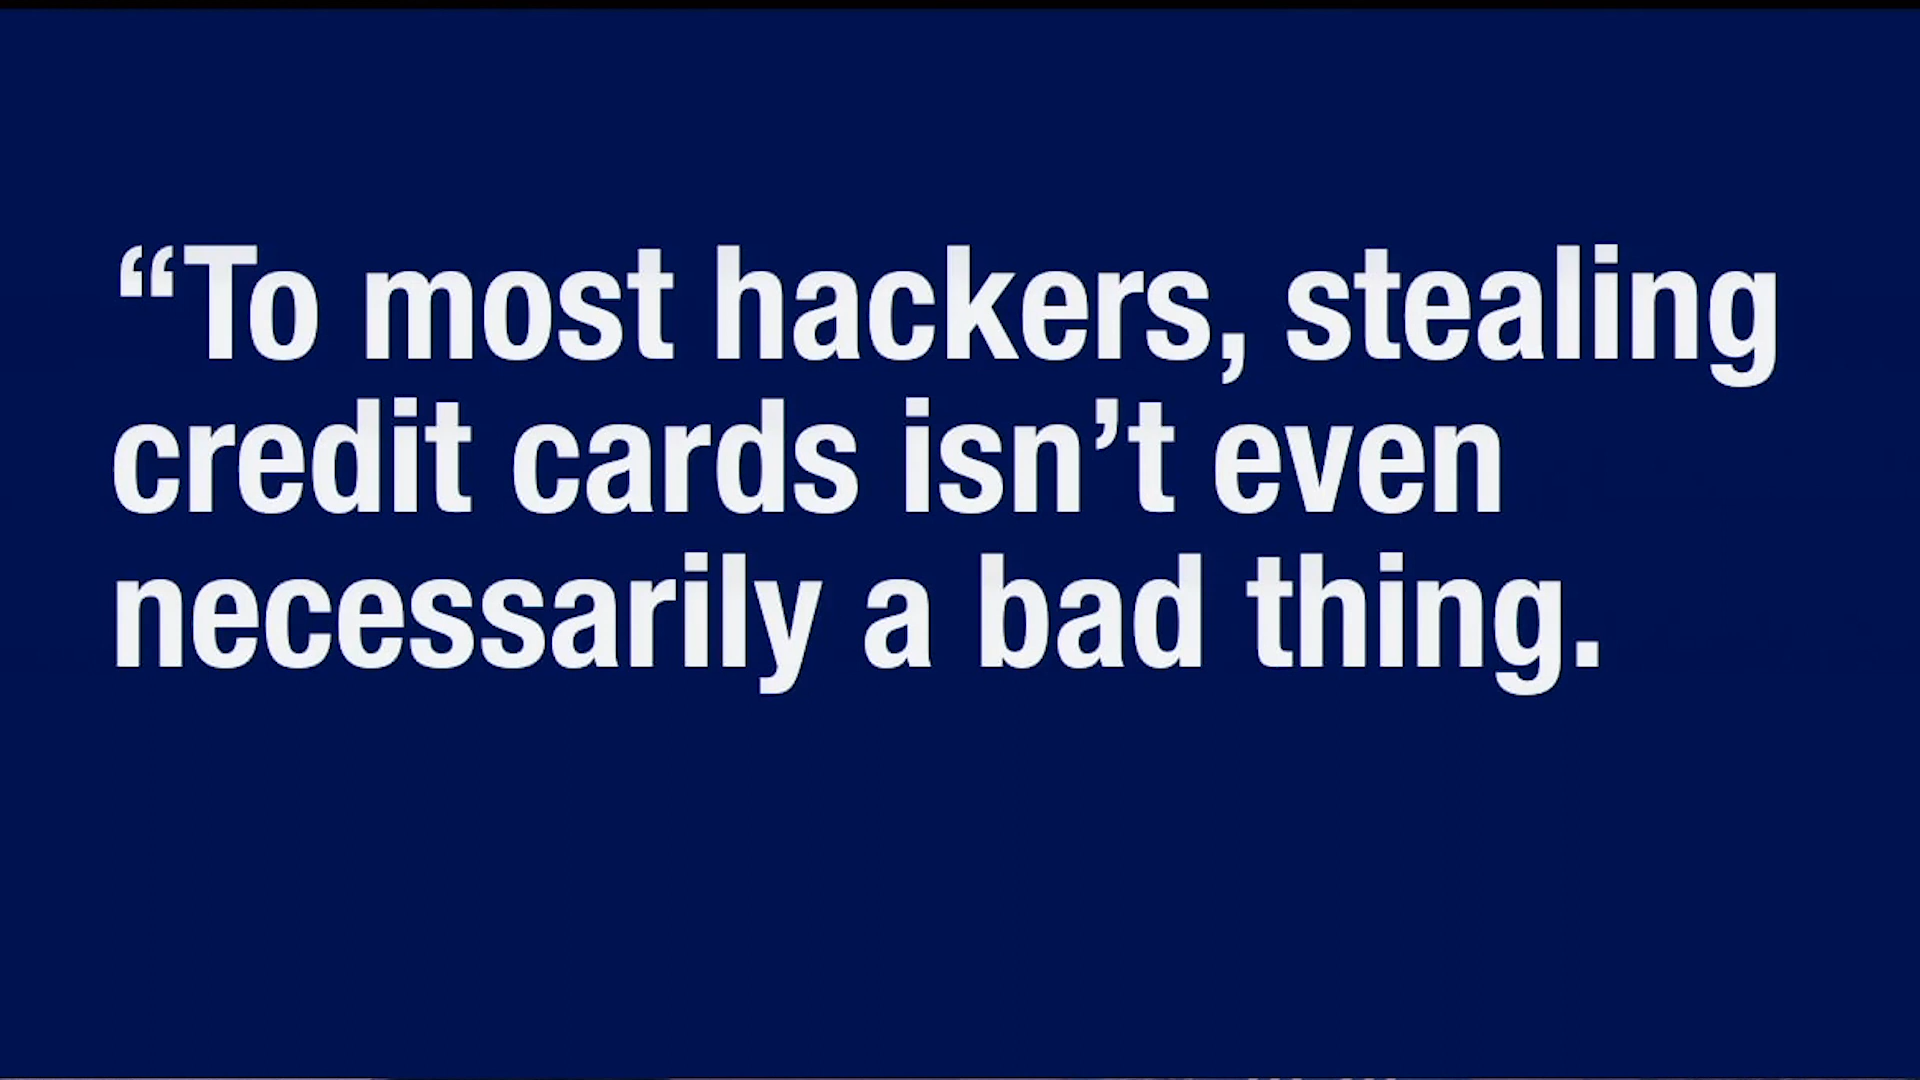 “To most hackers, stealing
credit cards isn’t even
necessarily a bad thing.